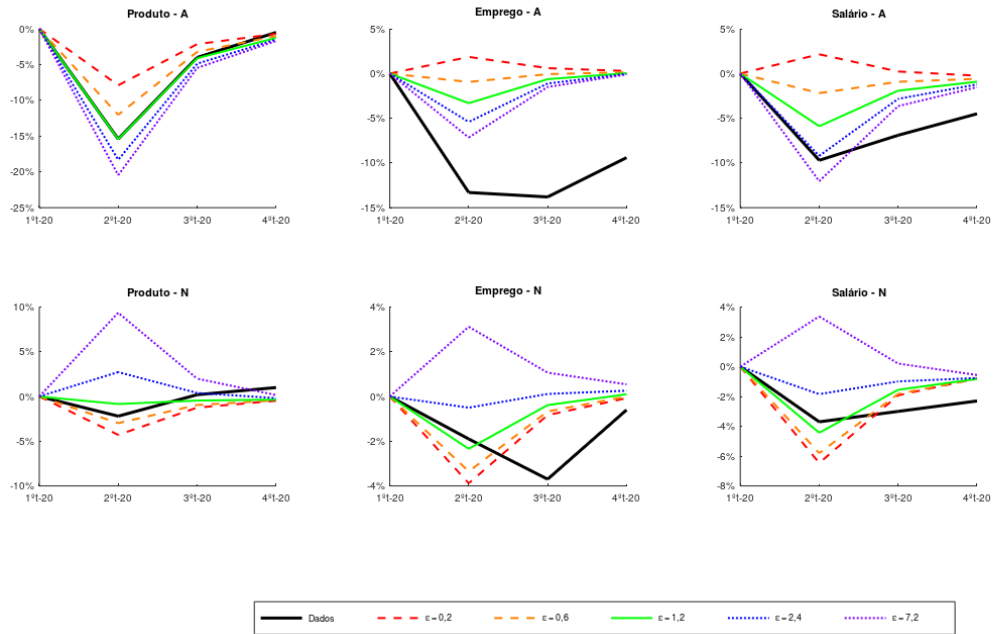 Produto - A
0%
-5%
-10%
-15%
-20%
-25%
1ºt-20 2ºt-20 3ºt-20 4ºt-20
Emprego - A
5%
0%
-5%
-10%
-15%
1ºt-20 2ºt-20 3ºt-20 4ºt-20
Salário - A
5%
0%
-5%
-10%
-15%
1ºt-20 2ºt-20 3ºt-20 4ºt-20
Produto - N
10%
5%
0%
-5%
-10%
1ºt-20 2ºt-20 3ºt-20 4ºt-20
Emprego - N
4%
2%
0%
-2%
-4%
1ºt-20 2ºt-20 3ºt-20 4ºt-20
Salário - N
4%
2%
0%
-2%
-4%
-6%
-8%
1ºt-20 2ºt-20 3ºt-20 4ºt-20
Dados ε = 0,2 ε = 0,6 ε = 1,2 ε = 2,4 ε = 7,2